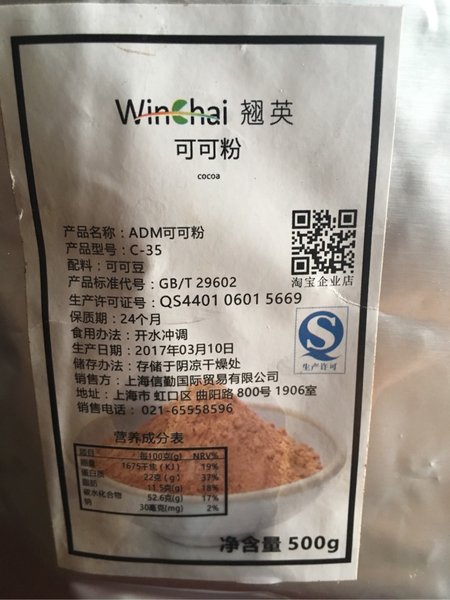 WinChai 翘英
可可粉
cocoa
产品名称：ADM可可粉
产品型号：C-35
配料：可可豆
产品标准代号：GB/T 29602
生产许可证号：QS4401 0601 5669
保质期：24个月
食用办法：开水冲调
生产日期：2017年03月10日
储存办法：存储于阴凉干燥处
销售方：上海信勤国际贸易有限公司
地址：上海市 虹口区 曲阳路 800号 1906室
销售电话：021-65558596
淘宝企业店
生产许可
营养成分表
项目 每100克(g) NRV%
能量 1675千焦(KJ) 19%
蛋白质 22克(g) 37%
脂肪 11.5克(g) 18%
碳水化合物 52.6克(g) 17%
钠 30毫克(mg) 2%
净含量 500g